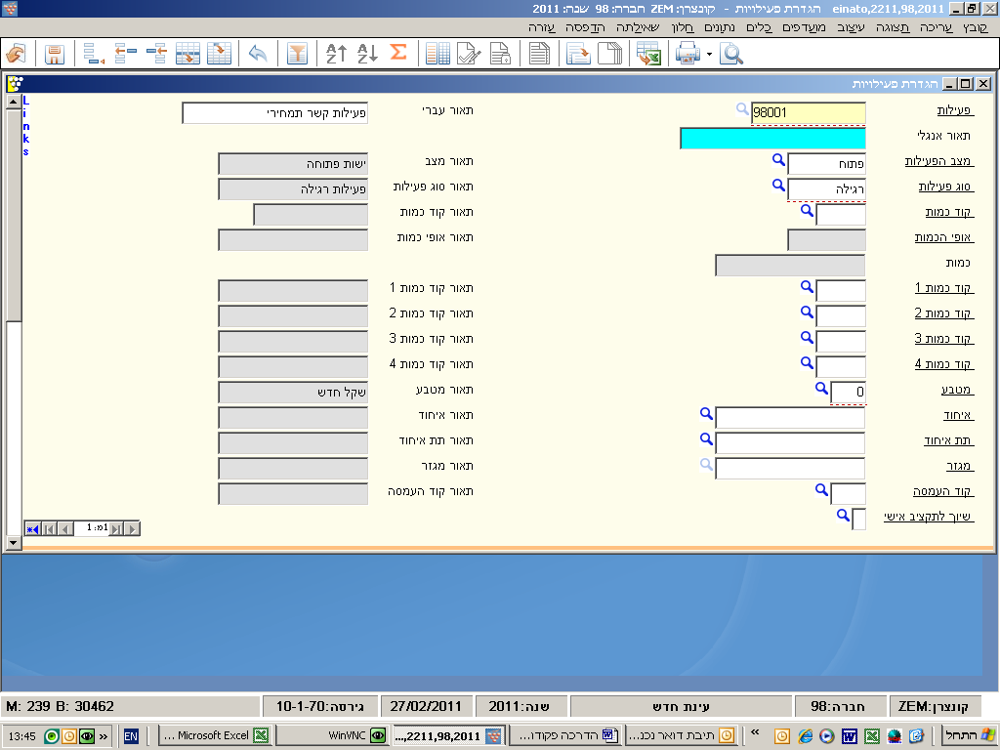 einato,2211,98,2011 הגדרת פעילויות - קונצרן: ZEM חברה: 98 שנה: 2011
קובץ עריכה תצוגה עיצוב מועדפים כלים נתונים חלון שאילתה הדפסה עזרה
הגדרת פעילויות
Links
פעילות 98001 תאור עברי פעילות קשר תמחירי
תאור אנגלי
מצב הפעילות פתוח תאור מצב ישות פתוחה
סוג פעילות רגילה תאור סוג פעילות פעילות רגילה
קוד כמות תאור קוד כמות
אופי הכמות תאור אופי כמות
כמות
קוד כמות 1 תאור קוד כמות 1
קוד כמות 2 תאור קוד כמות 2
קוד כמות 3 תאור קוד כמות 3
קוד כמות 4 תאור קוד כמות 4
מטבע 0 תאור מטבע שקל חדש
איחוד תאור איחוד
תת איחוד תאור תת איחוד
מגזר תאור מגזר
קוד העמסה תאור קוד העמסה
שיוך לתקציב אישי
1מ: 1
קונצרן:ZEM חברה:98 עינת חדש שנה:2011 27/02/2011 גירסה:10-1-70 M: 239 B: 30462
התחל תיבת דואר נכנ... הדרכה פקודו... 2211,98,2011,... WinVNC Microsoft Excel ... EN 13:45